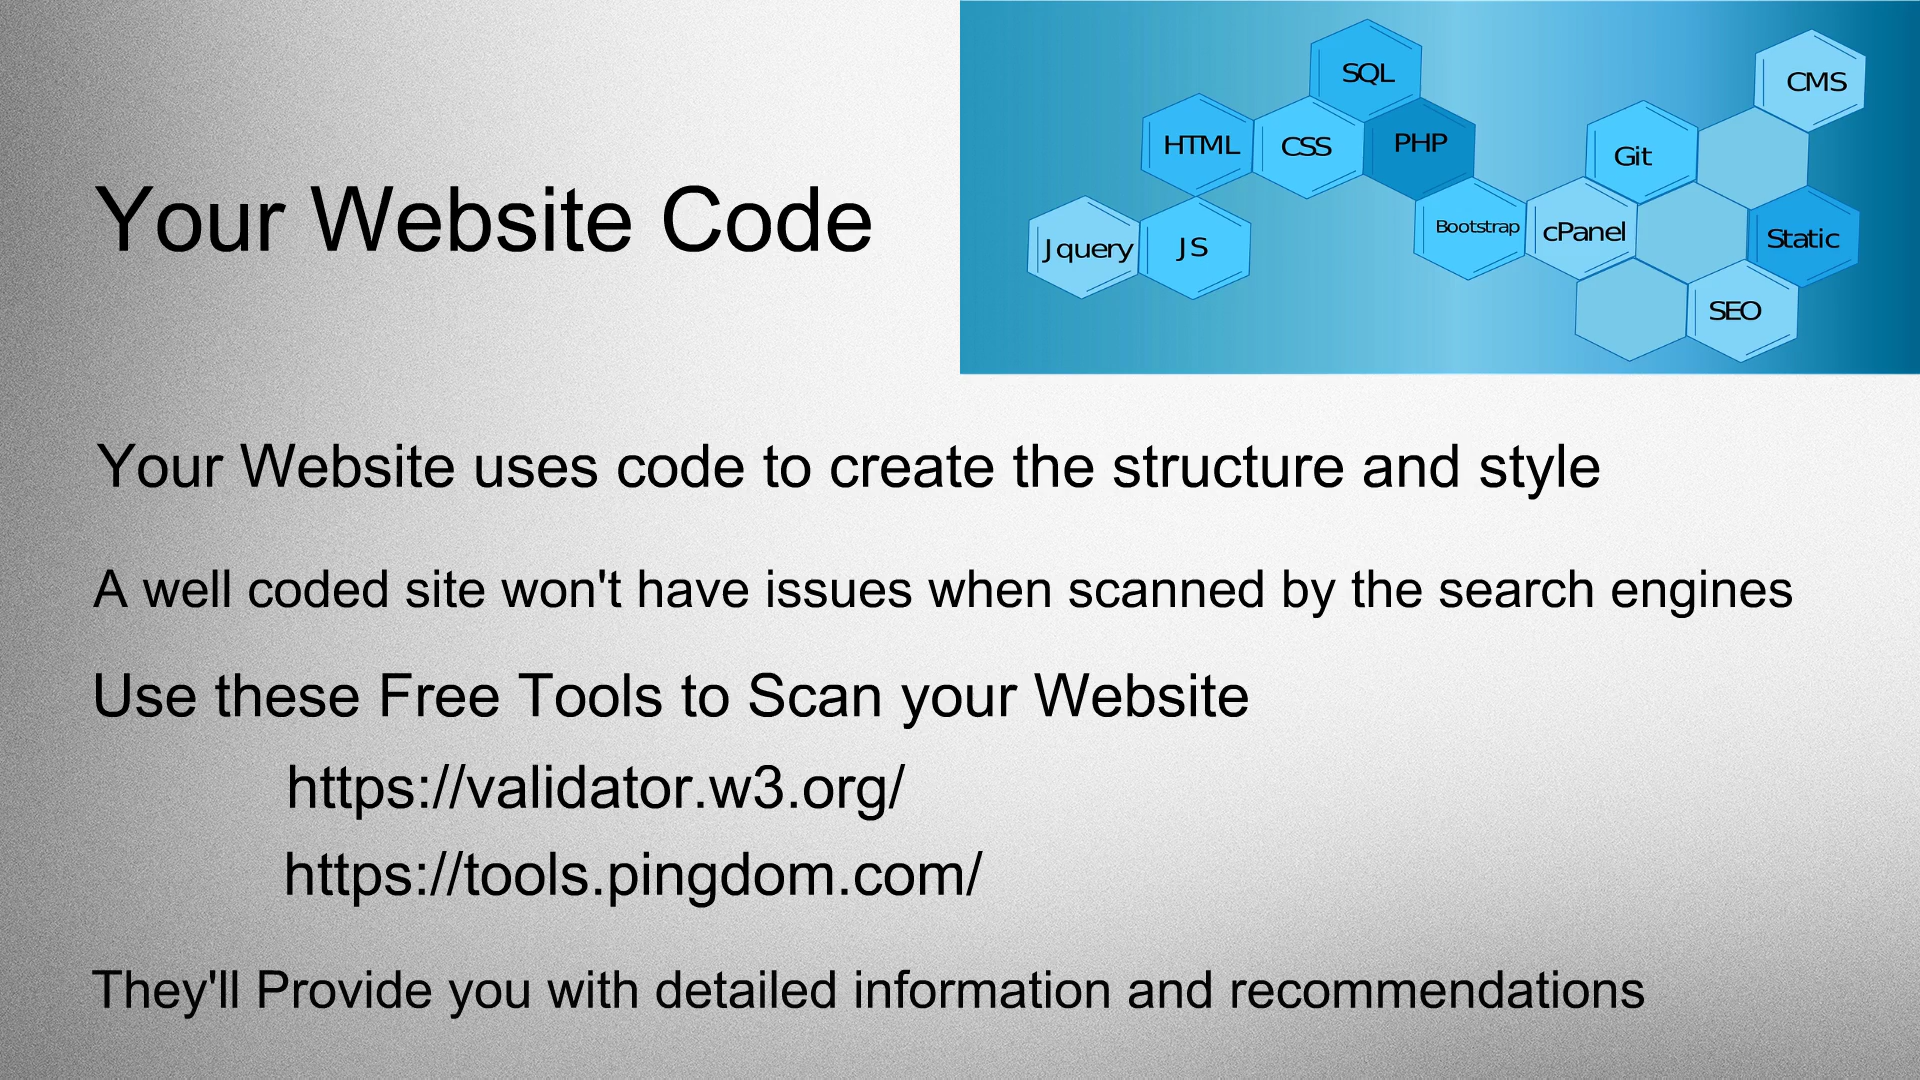 Your Website Code
SQL
CMS
HTML
CSS
PHP
Git
Jquery
JS
Bootstrap
cPanel
Static
SEO
Your Website uses code to create the structure and style
A well coded site won't have issues when scanned by the search engines
Use these Free Tools to Scan your Website
https://validator.w3.org/
https://tools.pingdom.com/
They'll Provide you with detailed information and recommendations